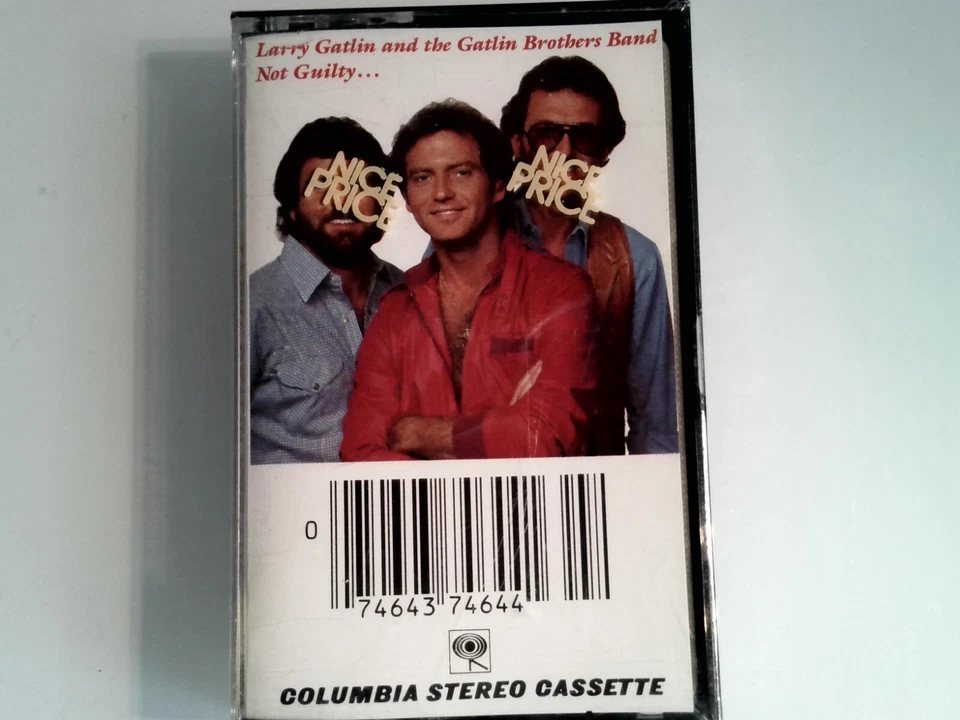 Larry Gatlin and the Gatlin Brothers Band
Not Guilty...
NICE
PRICE
NICE
PRICE
0
74643 74644
COLUMBIA STEREO CASSETTE